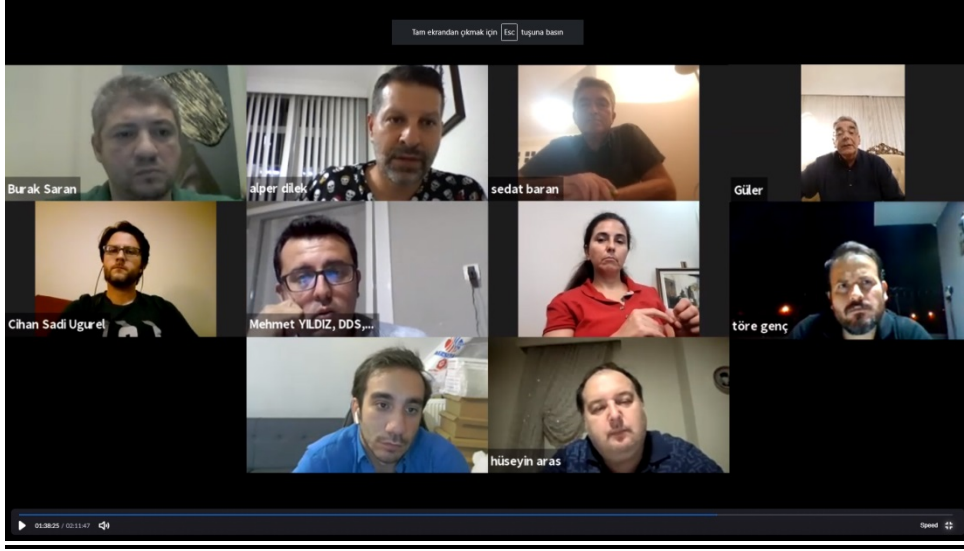 Tam ekrandan çıkmak için Esc tuşuna basın
Burak Saran
alper dilek
sedat baran
Güler
Cihan Sadi Ugurel
Mehmet YILDIZ, DDS,...
töre genç
hüseyin aras
01:38:25 / 02:11:47
Speed